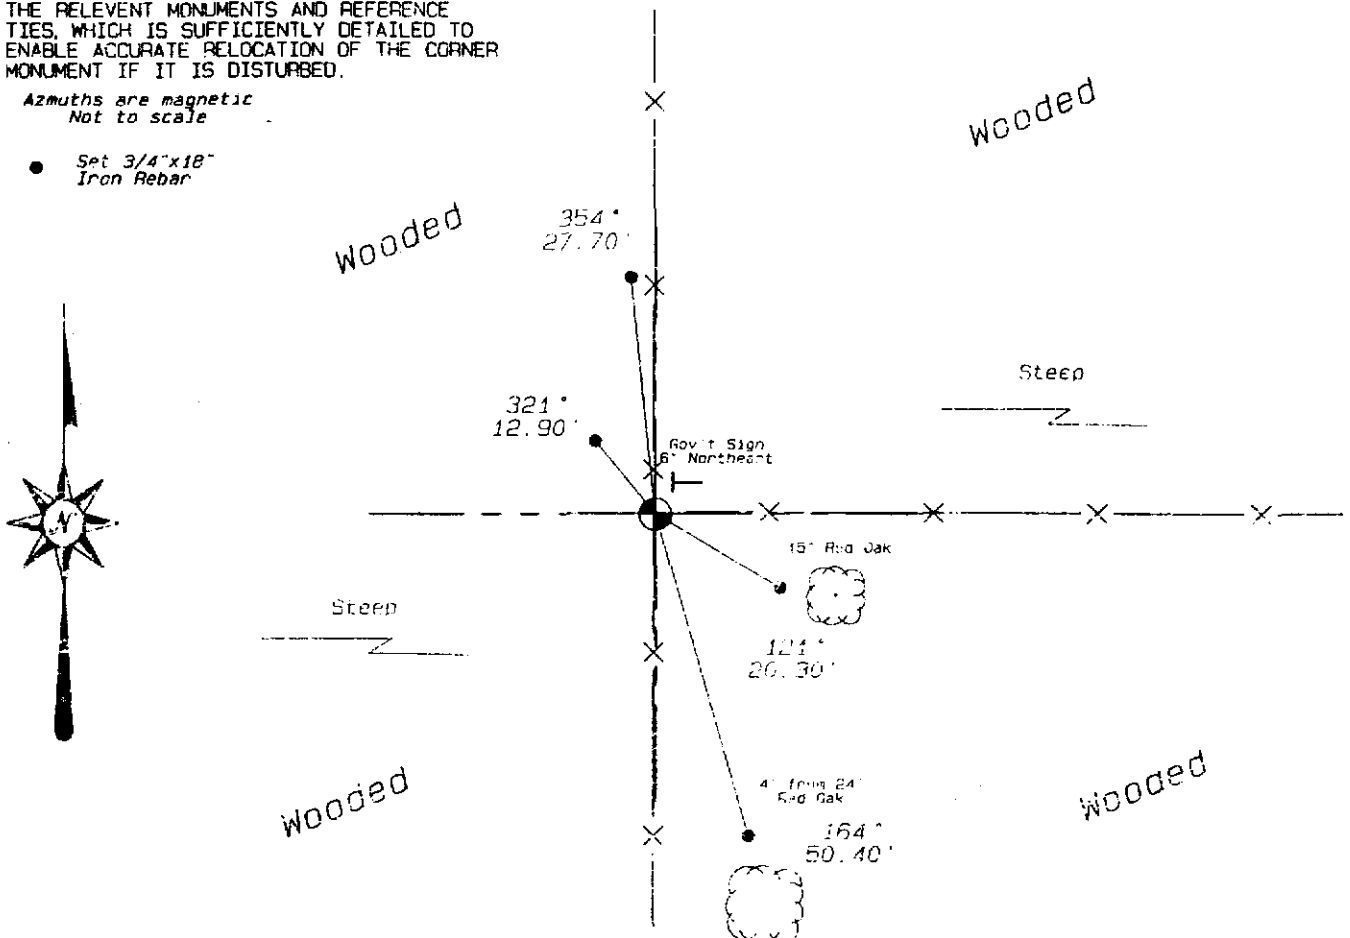 THE RELEVENT MONUMENTS AND REFERENCE
TIES, WHICH IS SUFFICIENTLY DETAILED TO
ENABLE ACCURATE RELOCATION OF THE CORNER
MONUMENT IF IT IS DISTURBED.
Azmuths are magnetic
Not to scale
Set 3/4"x18"
Iron Rebar
Wooded
Wooded
354°
27.70'
Steep
321°
12.90'
Gov't Sign
6' Northeast
N
15" Red Oak
Steep
121°
20.30'
4' from 24"
Red Oak
164°
50.40'
Wooded
Wooded